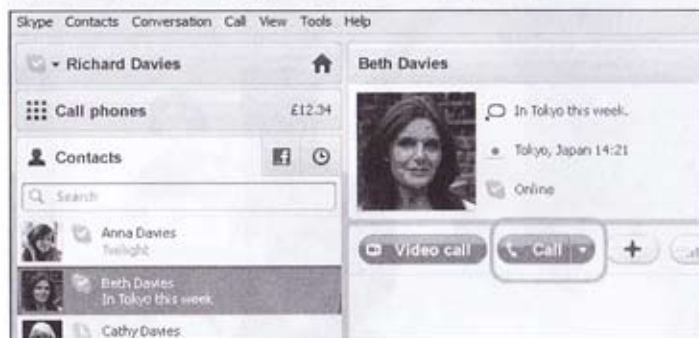 Skype Contacts Conversation Call View Tools Help
Richard Davies
Call phones £12.34
Contacts
Search
Anna Davies
Twilight
Beth Davies
In Tokyo this week
Cathy Davies
Beth Davies
In Tokyo this week.
Tokyo, Japan 14:21
Online
Video call Call +